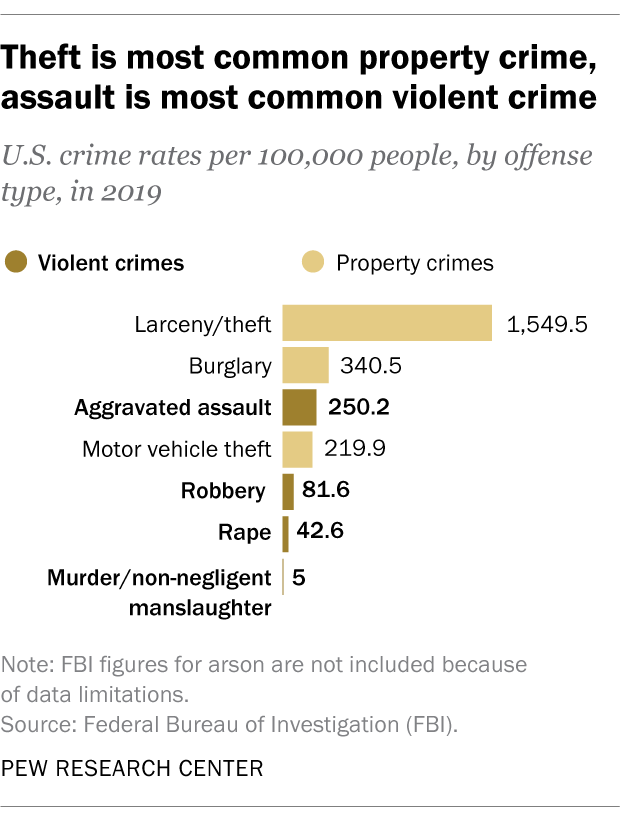 Theft is most common property crime,
assault is most common violent crime
U.S. crime rates per 100,000 people, by offense
type, in 2019
Violent crimes
Property crimes
Larceny/theft 1,549.5
Burglary 340.5
Aggravated assault 250.2
Motor vehicle theft 219.9
Robbery 81.6
Rape 42.6
Murder/non-negligent 5
manslaughter
Note: FBI figures for arson are not included because
of data limitations.
Source: Federal Bureau of Investigation (FBI).
PEW RESEARCH CENTER